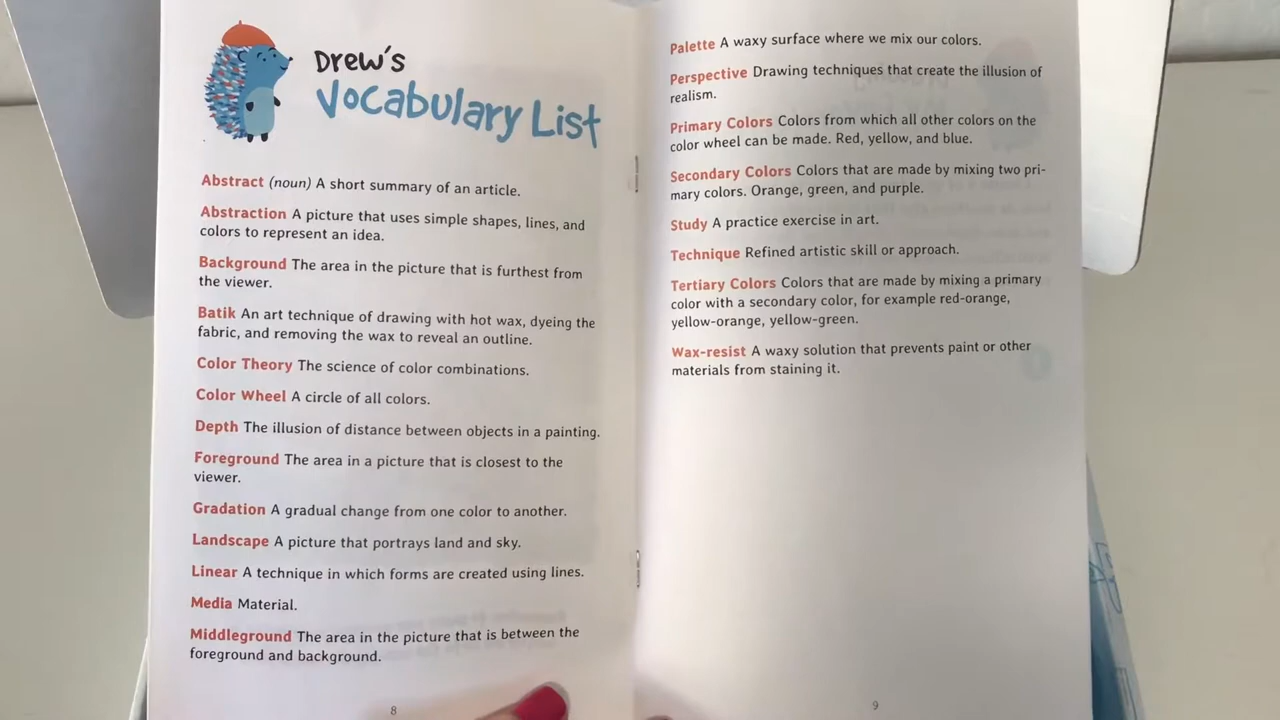 Drew's
Vocabulary List
Abstract (noun) A short summary of an article.
Abstraction A picture that uses simple shapes, lines, and
colors to represent an idea.
Background The area in the picture that is furthest from
the viewer.
Batik An art technique of drawing with hot wax, dyeing the
fabric, and removing the wax to reveal an outline.
Color Theory The science of color combinations.
Color Wheel A circle of all colors.
Depth The illusion of distance between objects in a painting.
Foreground The area in a picture that is closest to the
viewer.
Gradation A gradual change from one color to another.
Landscape A picture that portrays land and sky.
Linear A technique in which forms are created using lines.
Media Material.
Middleground The area in the picture that is between the
foreground and background.
8
Palette A waxy surface where we mix our colors.
Perspective Drawing techniques that create the illusion of
realism.
Primary Colors Colors from which all other colors on the
color wheel can be made. Red, yellow, and blue.
Secondary Colors Colors that are made by mixing two pri-
mary colors. Orange, green, and purple.
Study A practice exercise in art.
Technique Refined artistic skill or approach.
Tertiary Colors Colors that are made by mixing a primary
color with a secondary color, for example red-orange,
yellow-orange, yellow-green.
Wax-resist A waxy solution that prevents paint or other
materials from staining it.
9